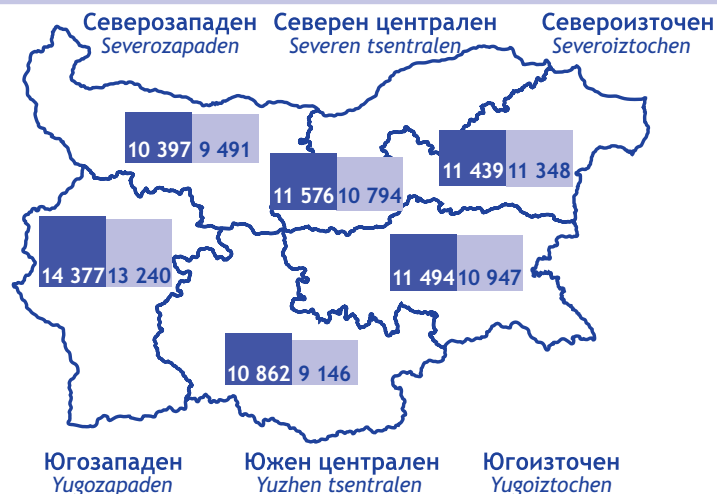 Северозападен
Severozapaden
Северен централен
Severen tsentralen
Североизточен
Severoiztochen
10 397 9 491
11 576 10 794
11 439 11 348
14 377 13 240
11 494 10 947
10 862 9 146
Югозападен
Yugozapaden
Южен централен
Yuzhen tsentralen
Югоизточен
Yugoiztochen